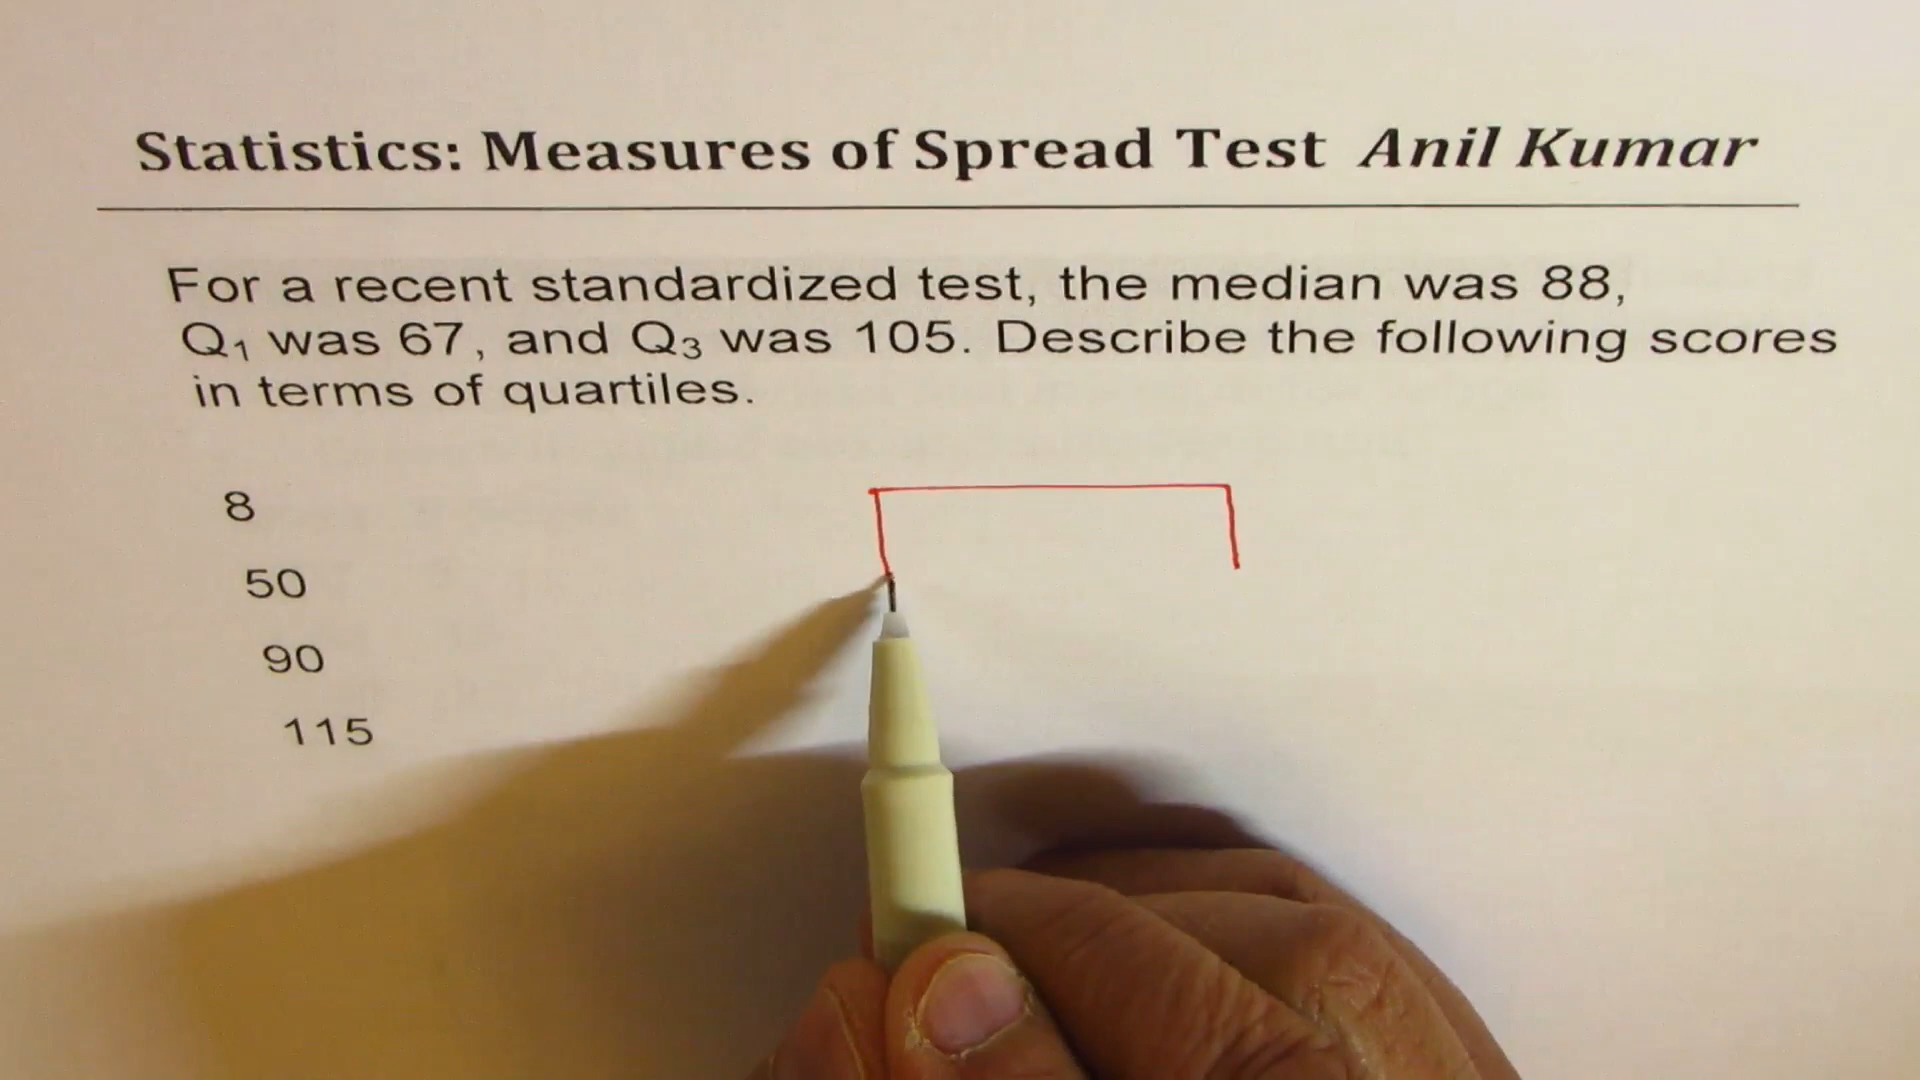 Statistics: Measures of Spread Test Anil Kumar
For a recent standardized test, the median was 88,
Q₁ was 67, and Q₃ was 105. Describe the following scores
in terms of quartiles.
8
50
90
115